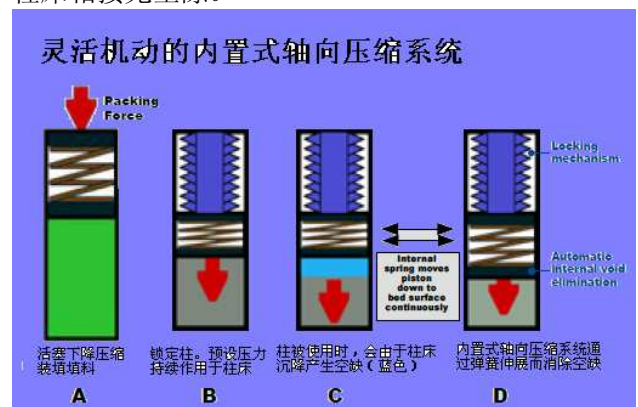 灵活机动的内置式轴向压缩系统
Packing
Force
Locking
mechanism
Internal
spring moves
piston
down to
bed surface
continuously
Automatic
internal void
elimination
活塞下降压缩
装填填料
锁定柱。预设压力
持续作用于柱床
柱被使用时，会由于柱床
沉降产生空缺（蓝色）
内置式轴向压缩系统通
过弹簧伸展而消除空缺
A
B
C
D